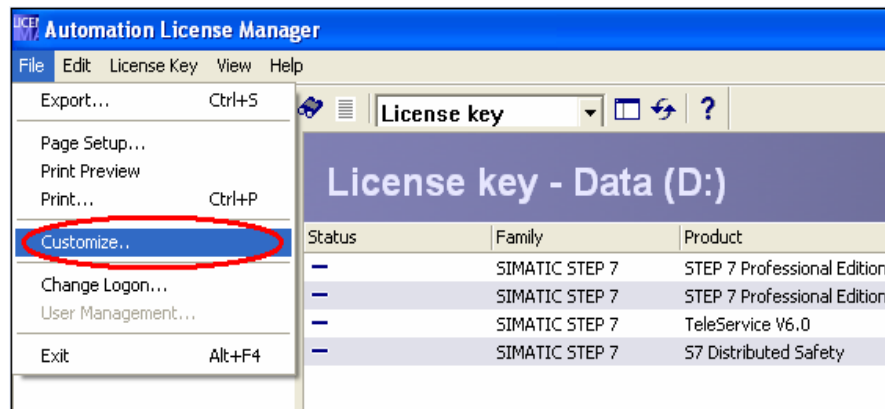 Automation License Manager
File Edit License Key View Help
Export... Ctrl+S
License key
?
Page Setup...
Print Preview
Print... Ctrl+P
License key - Data (D:)
Customize..
Status Family Product
Change Logon...
SIMATIC STEP 7 STEP 7 Professional Edition
User Management...
SIMATIC STEP 7 STEP 7 Professional Edition
SIMATIC STEP 7 TeleService V6.0
Exit Alt+F4
SIMATIC STEP 7 S7 Distributed Safety